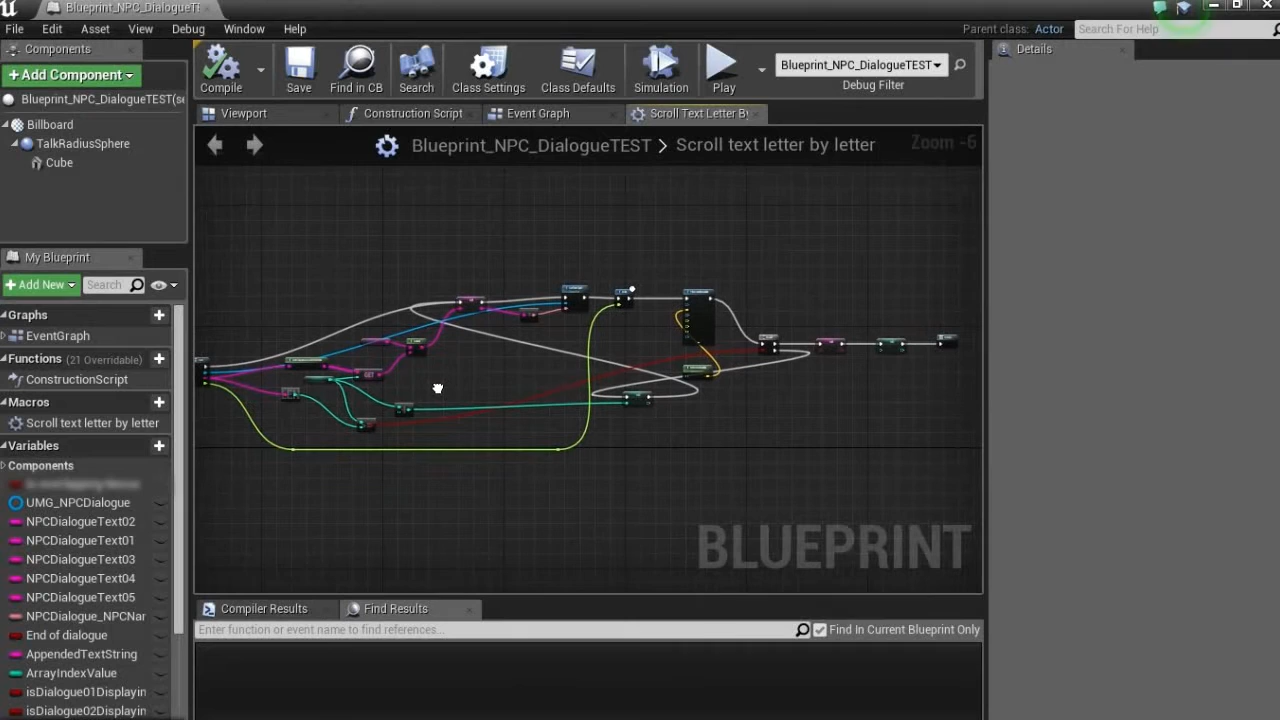 Blueprint_NPC_DialogueTE
File Edit Asset View Debug Window Help
Parent class: Actor
Search For Help
Components
Details
Add Component
Compile
Save
Find in CB
Search
Class Settings
Class Defaults
Simulation
Play
Blueprint_NPC_DialogueTEST
Debug Filter
Blueprint_NPC_DialogueTEST(se
Viewport
Construction Script
Event Graph
Scroll Text Letter By
Billboard
TalkRadiusSphere
Cube
Blueprint_NPC_DialogueTEST > Scroll text letter by letter
Zoom -6
My Blueprint
+Add New
Search
Graphs
EventGraph
Functions (21 Overridable)
ConstructionScript
Macros
Scroll text letter by letter
Variables
Components
UMG_NPCDialogue
NPCDialogueText02
NPCDialogueText01
NPCDialogueText03
NPCDialogueText04
NPCDialogueText05
NPCDialogue_NPCNar
End of dialogue
AppendedTextString
ArrayIndexValue
isDialogue01Displayin
isDialogue02Displayin
GET
BLUEPRINT
Compiler Results
Find Results
Enter function or event name to find references...
Find In Current Blueprint Only